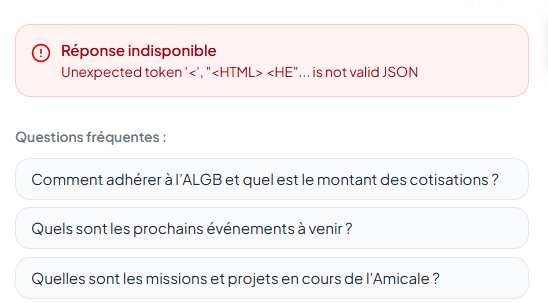 Réponse indisponible
Unexpected token '<', "<HTML> <HE"... is not valid JSON
Questions fréquentes :
Comment adhérer à l'ALGB et quel est le montant des cotisations ?
Quels sont les prochains événements à venir ?
Quelles sont les missions et projets en cours de l'Amicale ?